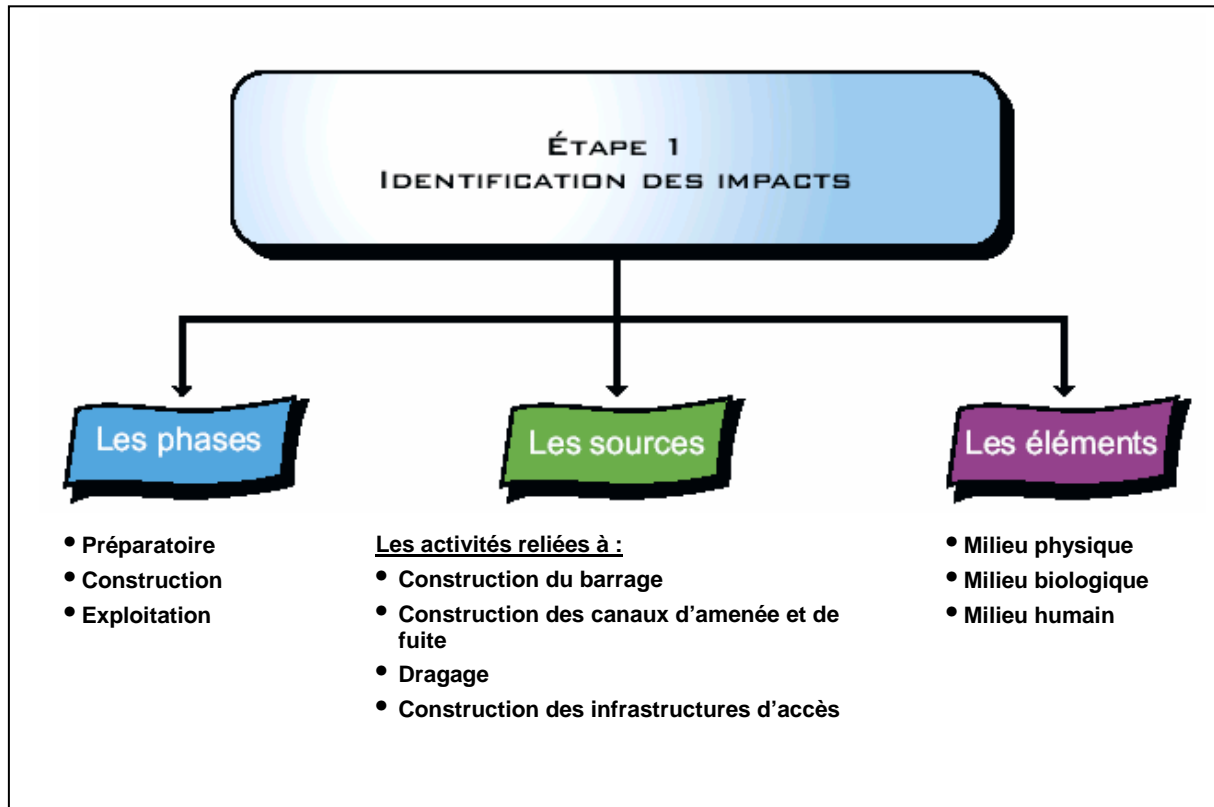 ÉTAPE 1
IDENTIFICATION DES IMPACTS
Les phases
• Préparatoire
• Construction
• Exploitation
Les sources
Les activités reliées à :
• Construction du barrage
• Construction des canaux d'amenée et de
fuite
• Dragage
• Construction des infrastructures d'accès
Les éléments
• Milieu physique
• Milieu biologique
• Milieu humain